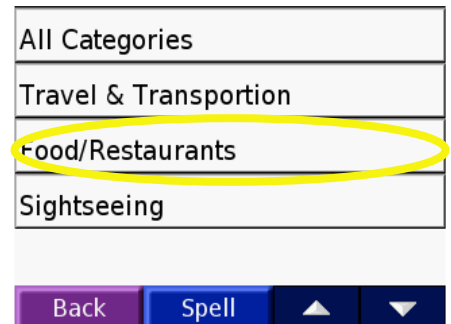 All Categories
Travel & Transportion
Food/Restaurants
Sightseeing
Back Spell